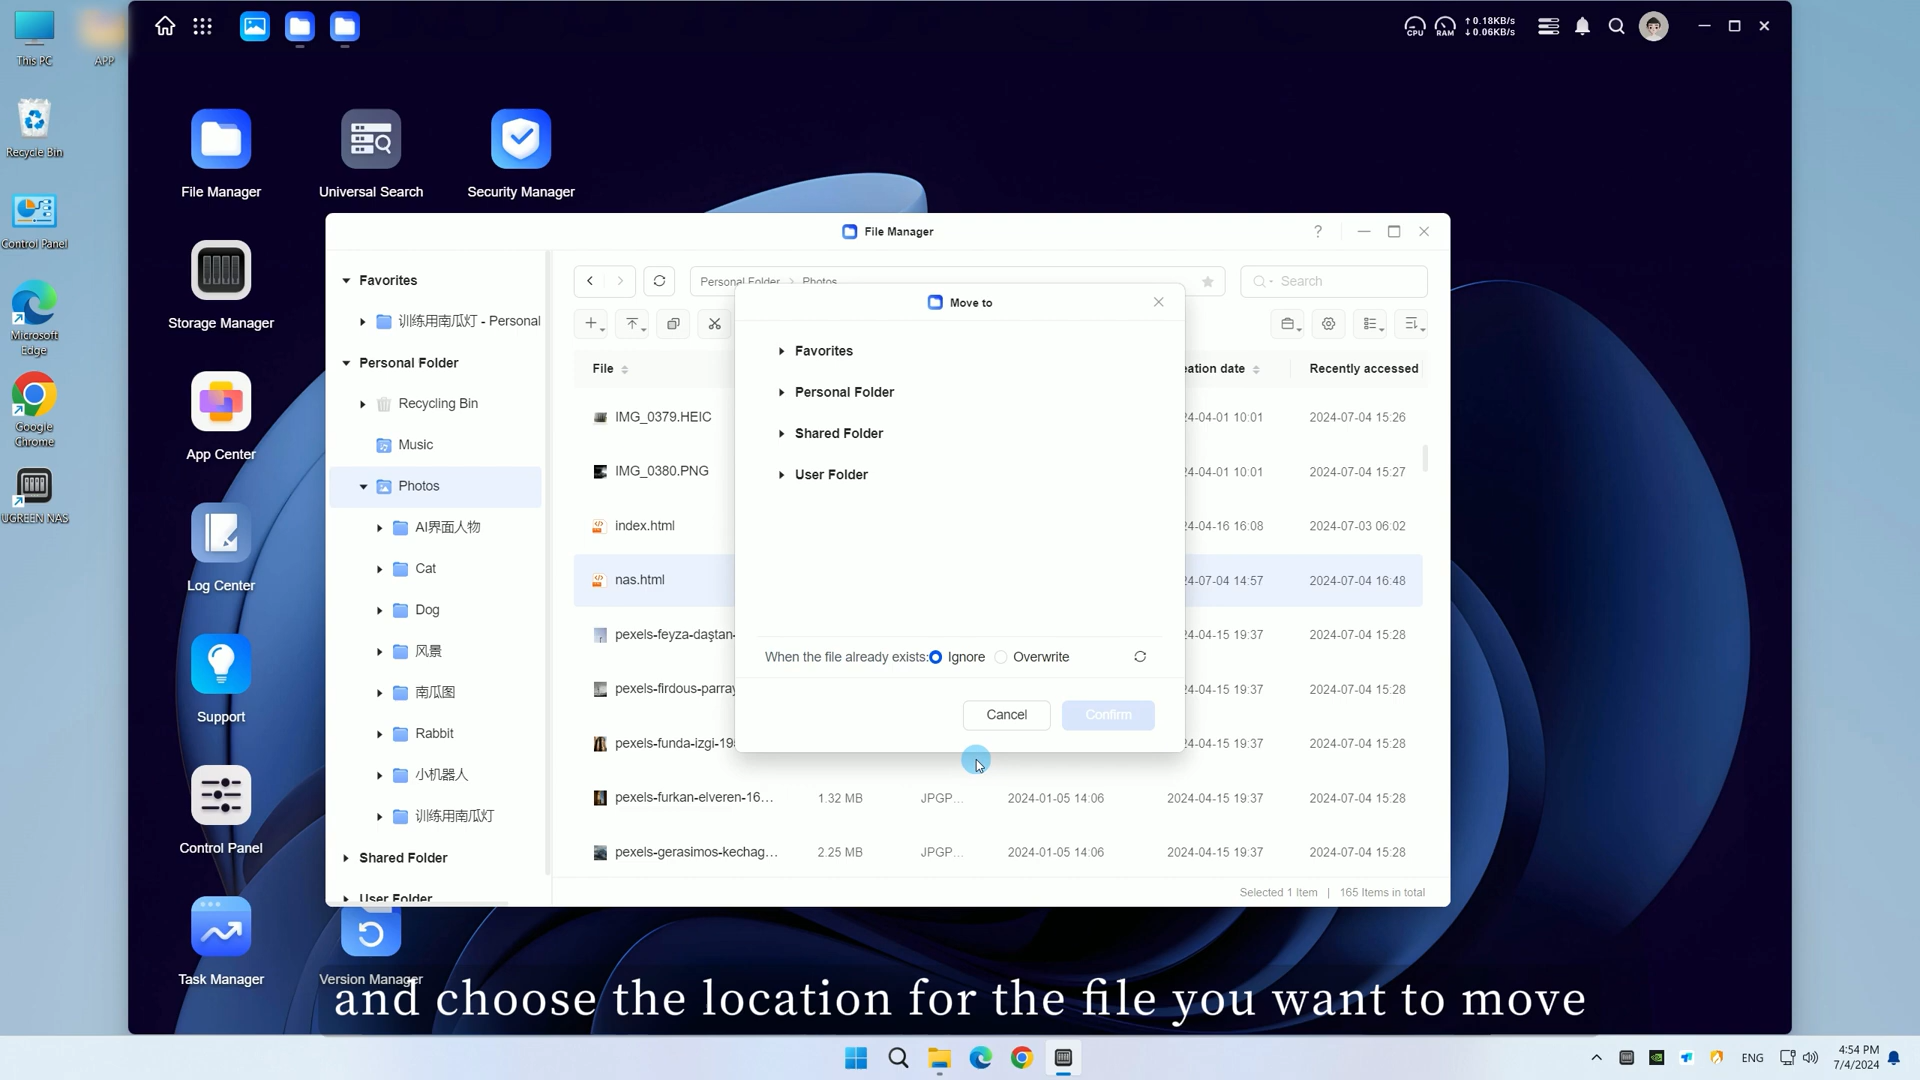 This PC
APP
Recycle Bin
Control Panel
Microsoft
Edge
Google
Chrome
UGREEN NAS
CPU
RAM
↑ 0.18KB/s
↓ 0.06KB/s
File Manager
Universal Search
Security Manager
Storage Manager
App Center
Log Center
Support
Control Panel
Task Manager
Version Manager
File Manager
?
Favorites
训练用南瓜灯 - Personal
Personal Folder
Recycling Bin
Music
Photos
AI界面人物
Cat
Dog
风景
南瓜图
Rabbit
小机器人
训练用南瓜灯
Shared Folder
User Folder
Personal Folder > Photos
Search
File
eation date
Recently accessed
IMG_0379.HEIC
24-04-01 10:01
2024-07-04 15:26
IMG_0380.PNG
24-04-01 10:01
2024-07-04 15:27
index.html
24-04-16 16:08
2024-07-03 06:02
nas.html
24-07-04 14:57
2024-07-04 16:48
pexels-feyza-daştan-
24-04-15 19:37
2024-07-04 15:28
pexels-firdous-parray
24-04-15 19:37
2024-07-04 15:28
pexels-funda-izgi-19
24-04-15 19:37
2024-07-04 15:28
pexels-furkan-elveren-16...
1.32 MB
JPGP...
2024-01-05 14:06
2024-04-15 19:37
2024-07-04 15:28
pexels-gerasimos-kechag...
2.25 MB
JPGP...
2024-01-05 14:06
2024-04-15 19:37
2024-07-04 15:28
Selected 1 Item | 165 Items in total
Move to
Favorites
Personal Folder
Shared Folder
User Folder
When the file already exists: Ignore Overwrite
Cancel
Confirm
and choose the location for the file you want to move
ENG
4:54 PM
7/4/2024